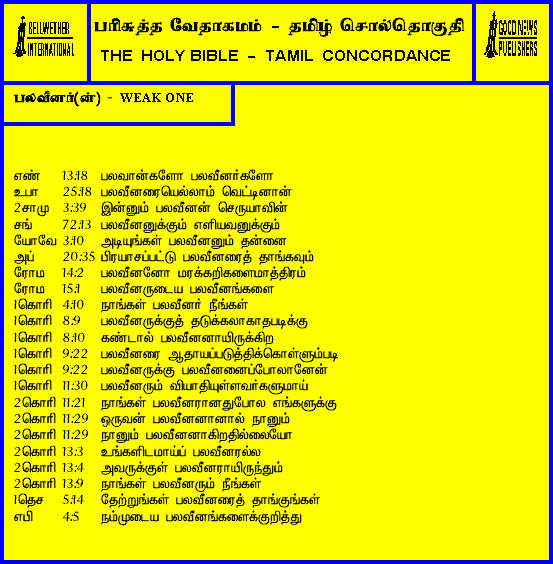 BELLWETHER
INTERNATIONAL
பரிசுத்த வேதாகமம் - தமிழ் சொல்தொகுதி
THE HOLY BIBLE - TAMIL CONCORDANCE
GOOD NEWS
PUBLISHERS
பலவீனர்(ன்) - WEAK ONE
எண் 13:18 பலவான்களோ பலவீனர்களோ
உபா 25:18 பலவீனரையெல்லாம் வெட்டினான்
2சாமு 3:39 இன்னும் பலவீனன் செருயாவின்
சங் 72:13 பலவீனனுக்கும் எளியவனுக்கும்
யோவே 3:10 அடியுங்கள் பலவீனனும் தன்னை
அப் 20:35 பிரயாசப்பட்டு பலவீனரைத் தாங்கவும்
ரோம 14:2 பலவீனனோ மரக்கறிகளைமாத்திரம்
ரோம 15:1 பலவீனருடைய பலவீனங்களை
1கொரி 4:10 நாங்கள் பலவீனர் நீங்கள்
1கொரி 8:9 பலவீனருக்குத் தடுக்கலாகாதபடிக்கு
1கொரி 8:10 கண்டால் பலவீனனாயிருக்கிற
1கொரி 9:22 பலவீனரை ஆதாயப்படுத்திக்கொள்ளும்படி
1கொரி 9:22 பலவீனருக்கு பலவீனனைப்போலானேன்
1கொரி 11:30 பலவீனரும் வியாதியுள்ளவர்களுமாய்
2கொரி 11:21 நாங்கள் பலவீனரானதுபோல எங்களுக்கு
2கொரி 11:29 ஒருவன் பலவீனனானால் நானும்
2கொரி 11:29 நானும் பலவீனனாகிறதில்லையோ
2கொரி 13:3 உங்களிடமாய்ப் பலவீனரல்ல
2கொரி 13:4 அவருக்குள் பலவீனராயிருந்தும்
2கொரி 13:9 நாங்கள் பலவீனரும் நீங்கள்
1தெச 5:14 தேற்றுங்கள் பலவீனரைத் தாங்குங்கள்
எபி 4:5 நம்முடைய பலவீனங்களைக்குறித்து